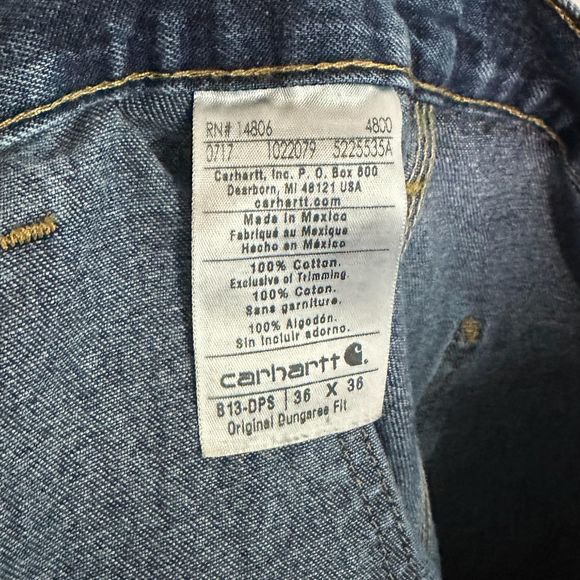 RN# 14806 4800
0717 1022079 5225535A
Carhartt, Inc. P. O. Box 600
Dearborn, MI 48121 USA
carhartt.com
Made in Mexico
Fabriqué au Mexique
Hecho en México
100% Cotton.
Exclusive of Trimming.
100% Coton.
Sans garniture.
100% Algodón.
Sin incluir adorno.
carhartt
B13-DPS 36 X 36
Original Dungaree Fit